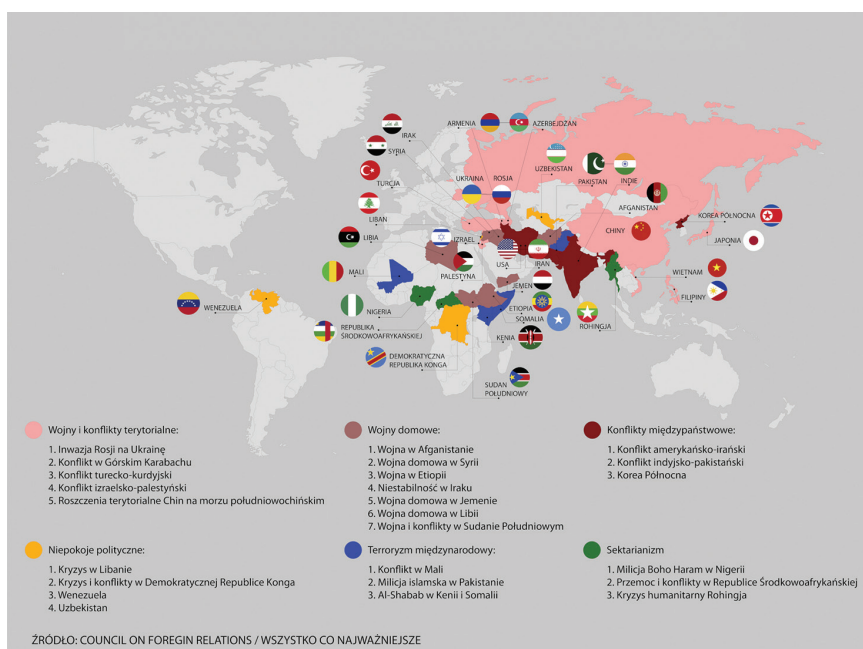 ARMENIA
AZERBEJDŻAN
IRAK
SYRIA
UZBEKISTAN
PAKISTAN
INDIE
TURCJA
UKRAINA
ROSJA
AFGANISTAN
LIBAN
KOREA PÓŁNOCNA
CHINY
LIBIA
IZRAEL
JAPONIA
USA
IRAN
MALI
PALESTYNA
WIETNAM
JEMEN
FILIPINY
WENEZUELA
NIGERIA
ETIOPIA
SOMALIA
ROHINGJA
REPUBLIKA
ŚRODKOWOAFRYKAŃSKIEJ
KENIA
DEMOKRATYCZNA
REPUBLIKA KONGA
SUDAN
POŁUDNIOWY
Wojny i konflikty terytorialne:
1. Inwazja Rosji na Ukrainę
2. Konflikt w Górskim Karabachu
3. Konflikt turecko-kurdyjski
4. Konflikt izraelsko-palestyński
5. Roszczenia terytorialne Chin na morzu południowochińskim
Wojny domowe:
1. Wojna w Afganistanie
2. Wojna domowa w Syrii
3. Wojna w Etiopii
4. Niestabilność w Iraku
5. Wojna domowa w Jemenie
6. Wojna domowa w Libii
7. Wojna i konflikty w Sudanie Południowym
Konflikty międzypaństwowe:
1. Konflikt amerykańsko-irański
2. Konflikt indyjsko-pakistański
3. Korea Północna
Niepokoje polityczne:
1. Kryzys w Libanie
2. Kryzys i konflikty w Demokratycznej Republice Konga
3. Wenezuela
4. Uzbekistan
Terroryzm międzynarodowy:
1. Konflikt w Mali
2. Milicja islamska w Pakistanie
3. Al-Shabab w Kenii i Somalii
Sektarianizm
1. Milicja Boho Haram w Nigerii
2. Przemoc i konflikty w Republice Środkowoafrykańskiej
3. Kryzys humanitarny Rohingja
ŹRÓDŁO: COUNCIL ON FOREGIN RELATIONS / WSZYSTKO CO NAJWAŻNIEJSZE